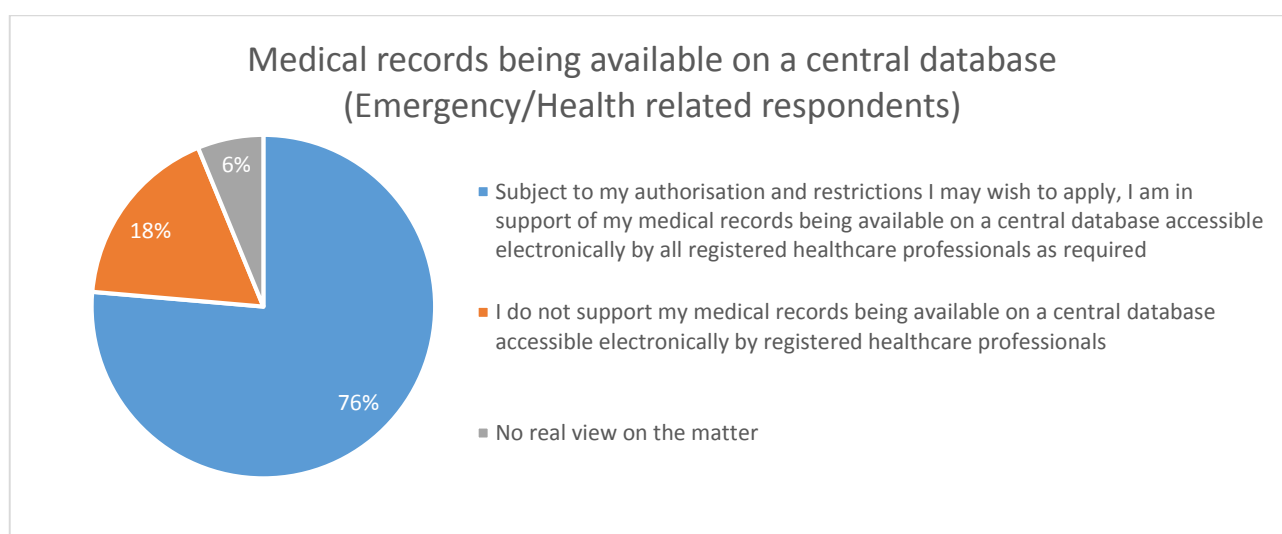 Medical records being available on a central database
(Emergency/Health related respondents)
6%
18%
76%
Subject to my authorisation and restrictions I may wish to apply, I am in
support of my medical records being available on a central database accessible
electronically by all registered healthcare professionals as required
I do not support my medical records being available on a central database
accessible electronically by registered healthcare professionals
No real view on the matter